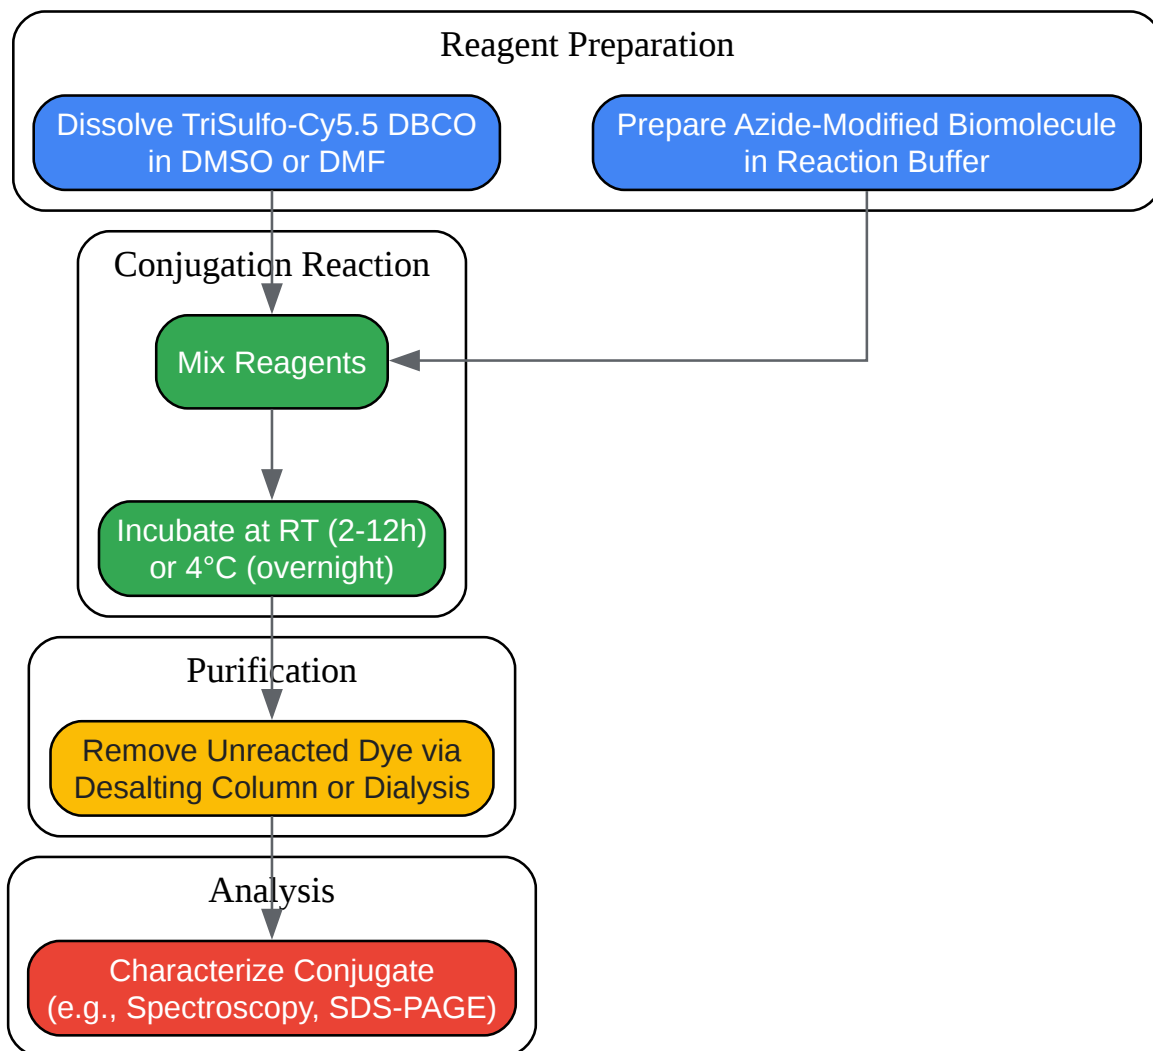 Reagent Preparation
Dissolve TriSulfo-Cy5.5 DBCO
in DMSO or DMF
Prepare Azide-Modified Biomolecule
in Reaction Buffer
Conjugation Reaction
Mix Reagents
Incubate at RT (2-12h)
or 4°C (overnight)
Purification
Remove Unreacted Dye via
Desalting Column or Dialysis
Analysis
Characterize Conjugate
(e.g., Spectroscopy, SDS-PAGE)